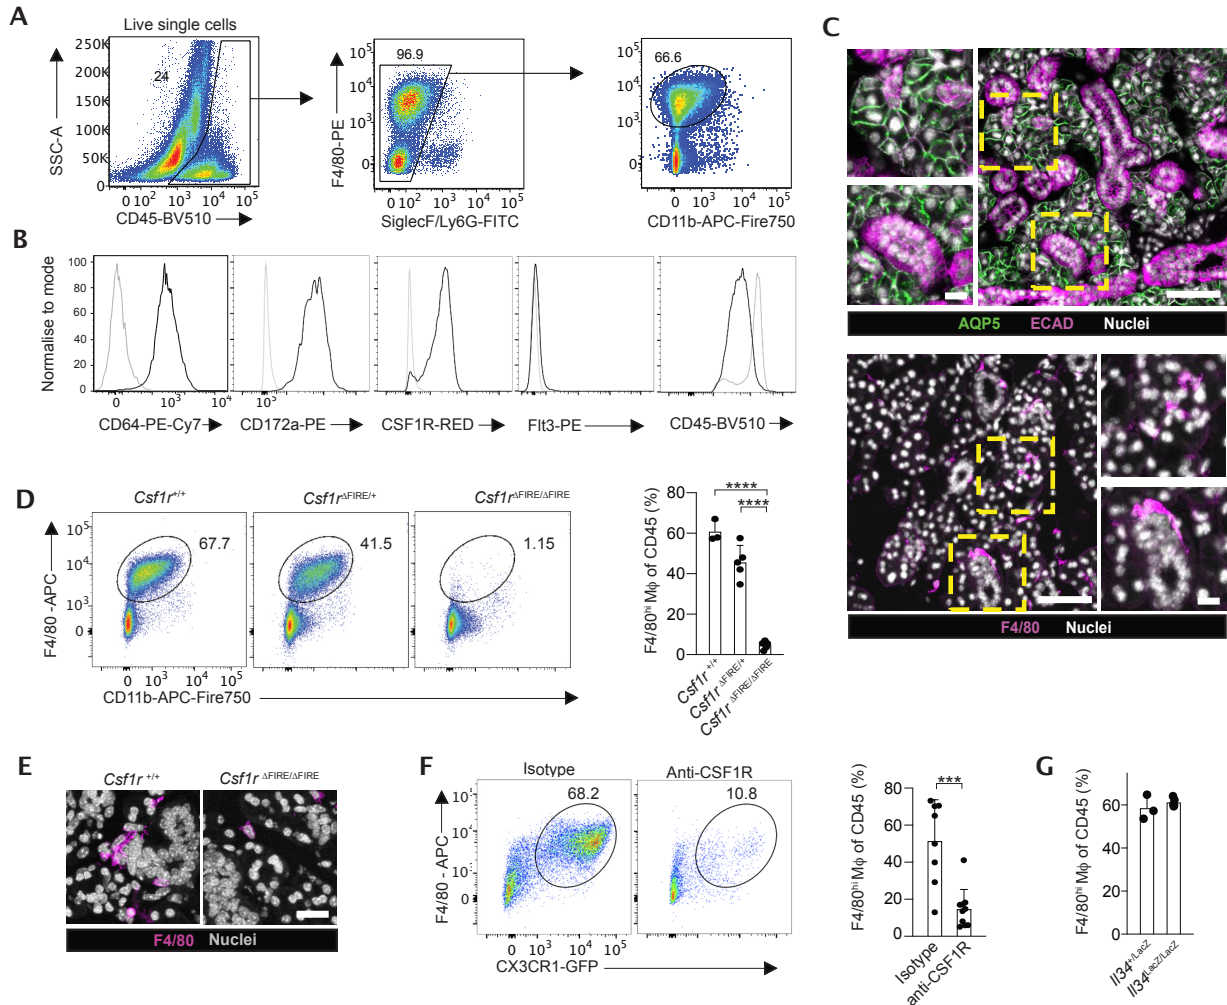 A
Live single cells
250K
200K
150K
100K
50K
0
SSC-A
24
0 10² 10³ 10⁴ 10⁵
CD45-BV510
10⁵
10⁴
10³
0
F4/80-PE
96.9
0 10² 10³ 10⁴ 10⁵
SiglecF/Ly6G-FITC
10⁵
10⁴
10³
0
66.6
0 10³ 10⁴ 10⁵
CD11b-APC-Fire750
B
Normalise to mode
100
80
60
40
20
0
0 10³ 10⁴
CD64-PE-Cy7
10³
CD172a-PE
CSF1R-RED
Flt3-PE
CD45-BV510
C
AQP5 ECAD Nuclei
F4/80 Nuclei
D
Csf1r+/+
Csf1rΔFIRE/+
Csf1rΔFIRE/ΔFIRE
F4/80 -APC
10⁵
10⁴
10³
0
67.7
41.5
1.15
0 10³ 10⁴ 10⁵
CD11b-APC-Fire750
F4/80hi Mϕ of CD45 (%)
80
60
40
20
0
****
****
Csf1r +/+
Csf1r ΔFIRE/+
Csf1r ΔFIRE/ΔFIRE
E
Csf1r +/+
Csf1r ΔFIRE/ΔFIRE
F4/80 Nuclei
F
Isotype
Anti-CSF1R
F4/80 - APC
10⁴
10³
0
68.2
10.8
0 10³ 10⁴ 10⁵
CX3CR1-GFP
F4/80hi Mϕ of CD45 (%)
80
60
40
20
0
***
Isotype
anti-CSF1R
G
F4/80hi Mϕ of CD45 (%)
60
40
20
0
Il34+/LacZ
Il34LacZ/LacZ